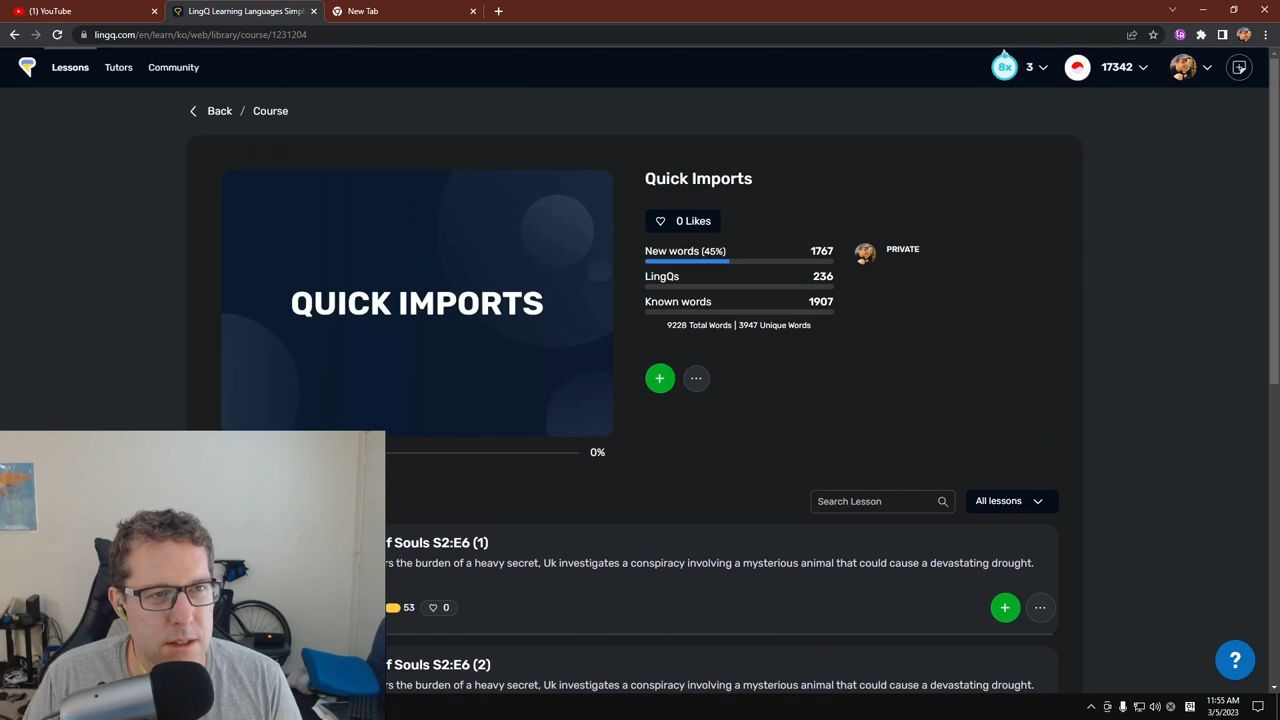 YouTube
LingQ Learning Languages Simpl
New Tab
lingq.com/en/learn/ko/web/library/course/1231204
Lessons
Tutors
Community
8x
3
17342
Back / Course
QUICK IMPORTS
Quick Imports
0 Likes
New words (45%) 1767
LingQs 236
Known words 1907
9228 Total Words | 3947 Unique Words
PRIVATE
0%
Search Lesson
All lessons
f Souls S2:E6 (1)
rs the burden of a heavy secret, Uk investigates a conspiracy involving a mysterious animal that could cause a devastating drought.
53
0
f Souls S2:E6 (2)
rs the burden of a heavy secret, Uk investigates a conspiracy involving a mysterious animal that could cause a devastating drought.
?
11:55 AM
3/5/2023